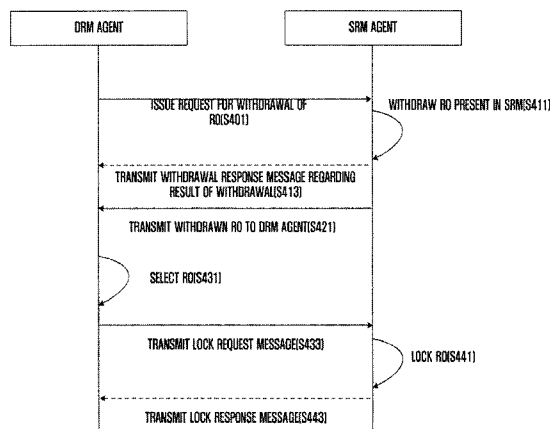 DRM AGENT
SRM AGENT
ISSUE REQUEST FOR WITHDRAWAL OF
RO(S401)
WITHDRAW RO PRESENT IN SRM(S411)
TRANSMIT WITHDRAWAL RESPONSE MESSAGE REGARDING
RESULT OF WITHDRAWAL(S413)
TRANSMIT WITHDRAWN RO TO DRM AGENT(S421)
SELECT RO(S431)
TRANSMIT LOCK REQUEST MESSAGE(S433)
LOCK RO(S441)
TRANSMIT LOCK RESPONSE MESSAGE(S443)